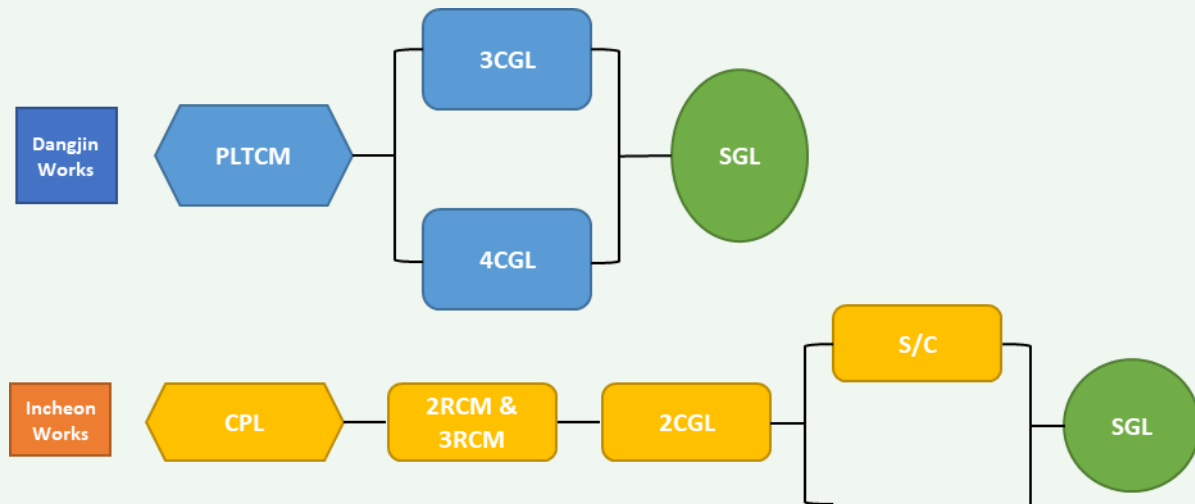 3CGL
Dangjin
Works
PLTCM
SGL
4CGL
S/C
Incheon
Works
CPL
2RCM &
3RCM
2CGL
SGL